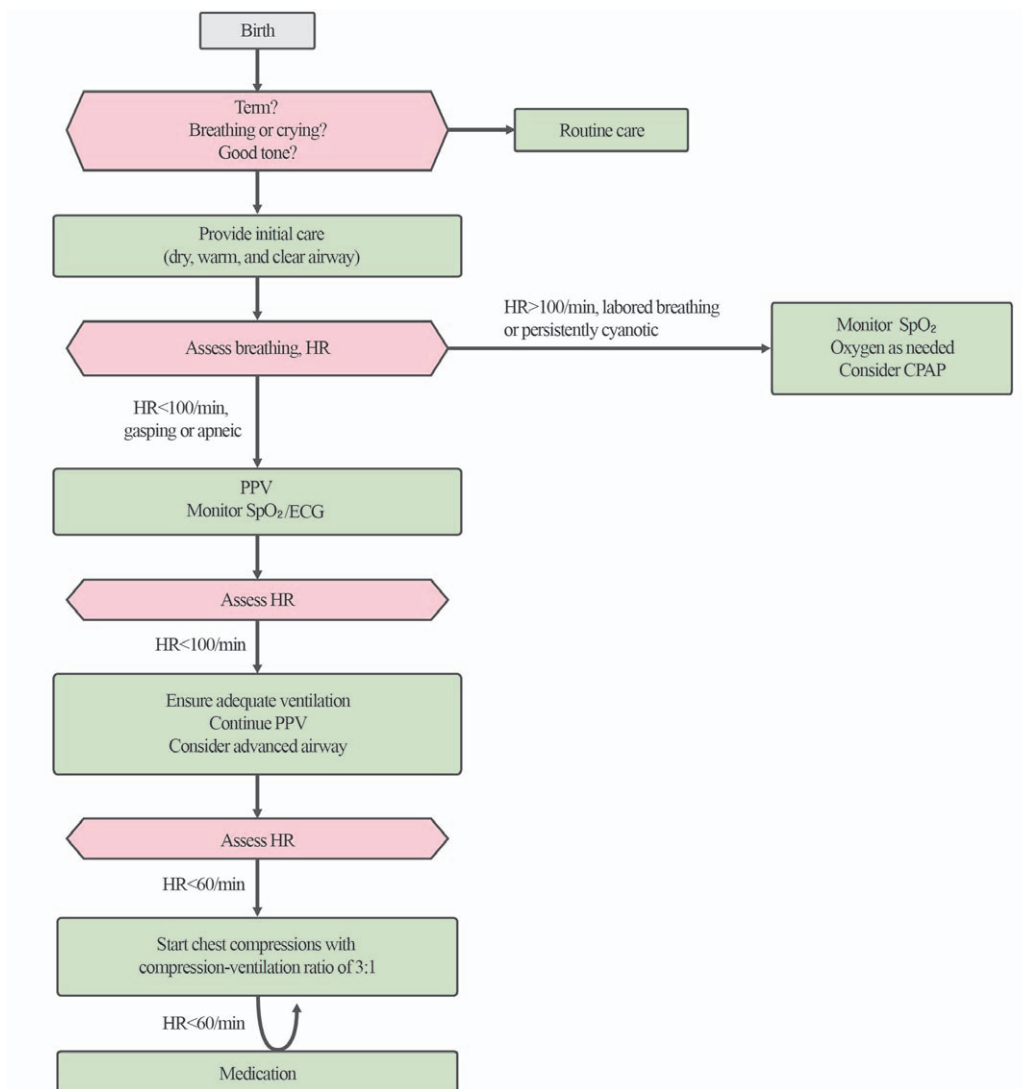 Birth
Term?
Breathing or crying?
Good tone?
Routine care
Provide initial care
(dry, warm, and clear airway)
HR>100/min, labored breathing
or persistently cyanotic
Assess breathing, HR
Monitor SpO₂
Oxygen as needed
Consider CPAP
HR<100/min,
gasping or apneic
PPV
Monitor SpO₂/ECG
Assess HR
HR<100/min
Ensure adequate ventilation
Continue PPV
Consider advanced airway
Assess HR
HR<60/min
Start chest compressions with
compression-ventilation ratio of 3:1
HR<60/min
Medication